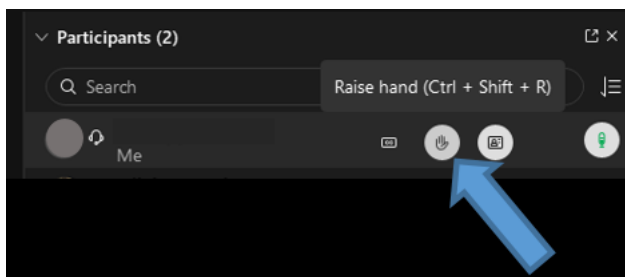 Participants (2)
Search
Raise hand (Ctrl + Shift + R)
Me